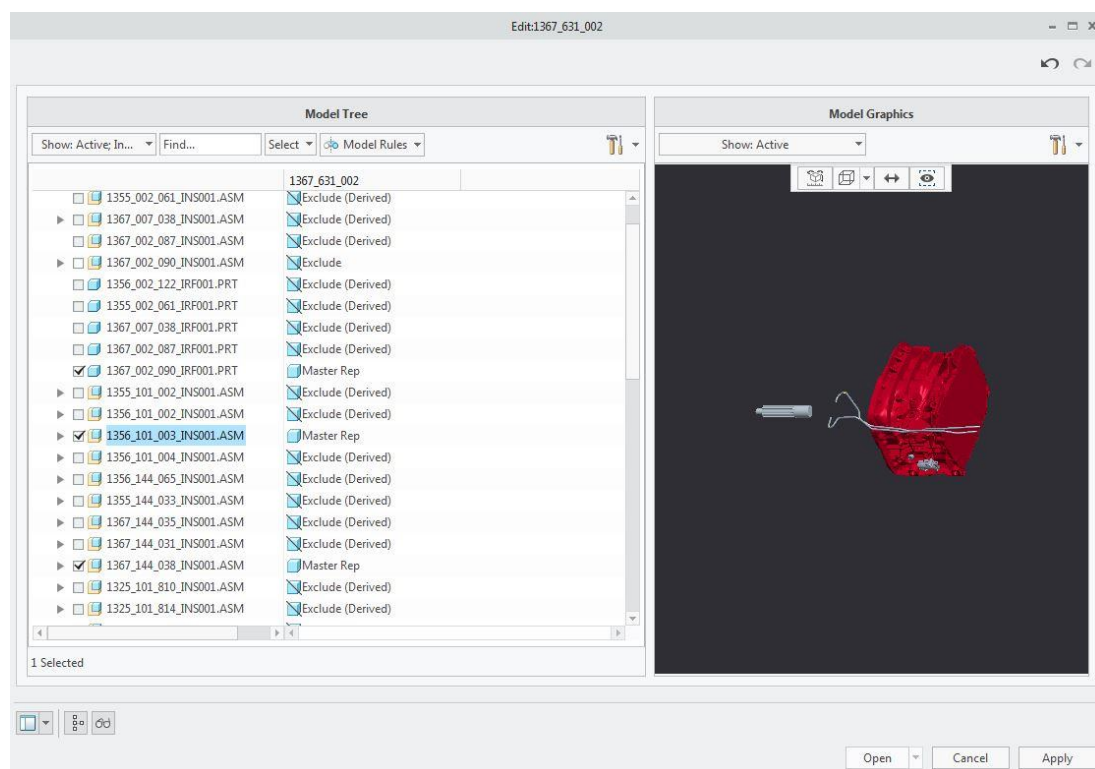 Edit:1367_631_002
Model Tree
Show: Active; In... Find... Select Model Rules
1367_631_002
1355_002_061_INS001.ASM Exclude (Derived)
1367_007_038_INS001.ASM Exclude (Derived)
1367_002_087_INS001.ASM Exclude (Derived)
1367_002_090_INS001.ASM Exclude
1356_002_122_IRF001.PRT Exclude (Derived)
1355_002_061_IRF001.PRT Exclude (Derived)
1367_007_038_IRF001.PRT Exclude (Derived)
1367_002_087_IRF001.PRT Exclude (Derived)
1367_002_090_IRF001.PRT Master Rep
1355_101_002_INS001.ASM Exclude (Derived)
1356_101_002_INS001.ASM Exclude (Derived)
1356_101_003_INS001.ASM Master Rep
1356_101_004_INS001.ASM Exclude (Derived)
1356_144_065_INS001.ASM Exclude (Derived)
1355_144_033_INS001.ASM Exclude (Derived)
1367_144_035_INS001.ASM Exclude (Derived)
1367_144_031_INS001.ASM Exclude (Derived)
1367_144_038_INS001.ASM Master Rep
1325_101_810_INS001.ASM Exclude (Derived)
1325_101_814_INS001.ASM Exclude (Derived)
1 Selected
Model Graphics
Show: Active
Open Cancel Apply